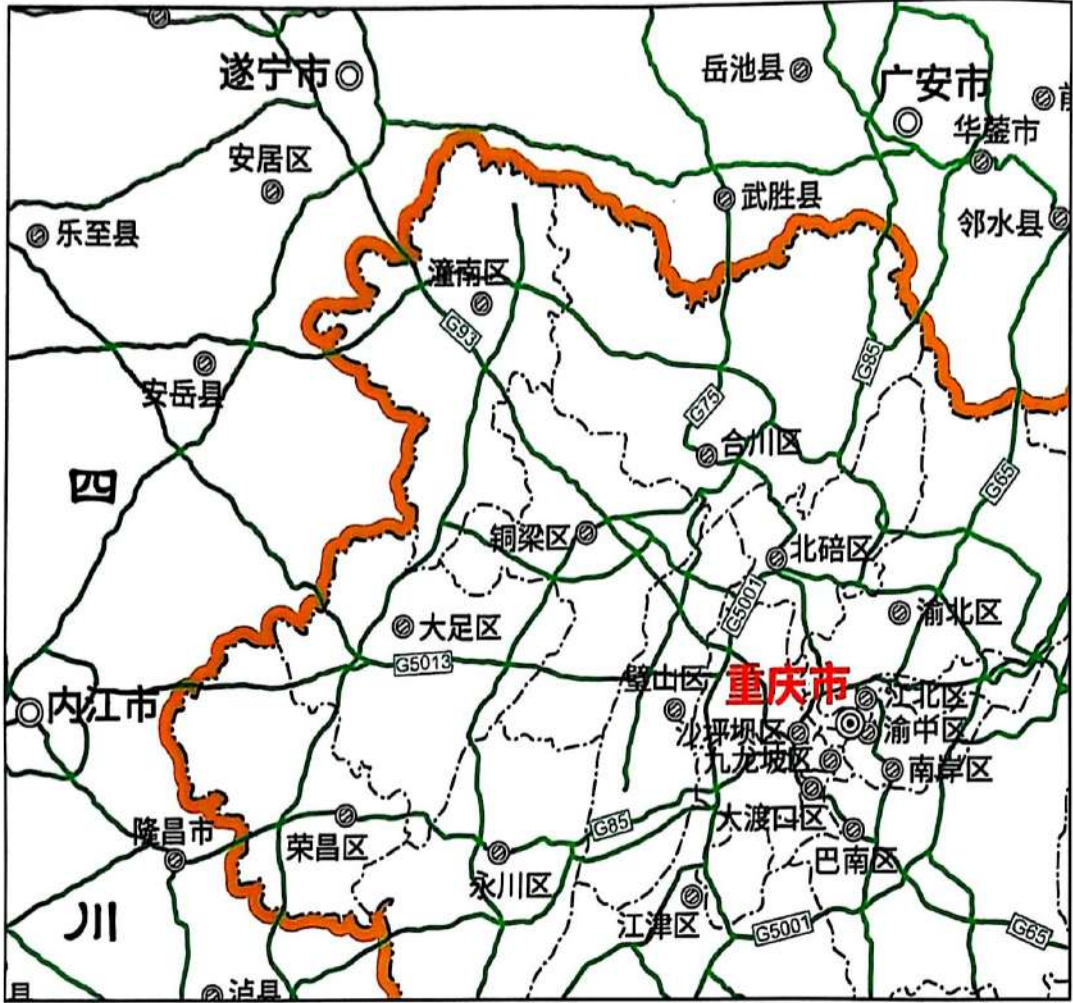 遂宁市
岳池县
广安市
华蓥市
安居区
武胜县
邻水县
乐至县
潼南区
G93
安岳县
G85
G75
合川区
四
G65
铜梁区
北碚区
G5001
大足区
渝北区
G5013
璧山区
重庆市
江北区
内江市
沙坪坝区
渝中区
九龙坡区
南岸区
隆昌市
荣昌区
G85
大渡口区
巴南区
永川区
川
江津区
G5001
G65
泸县
县